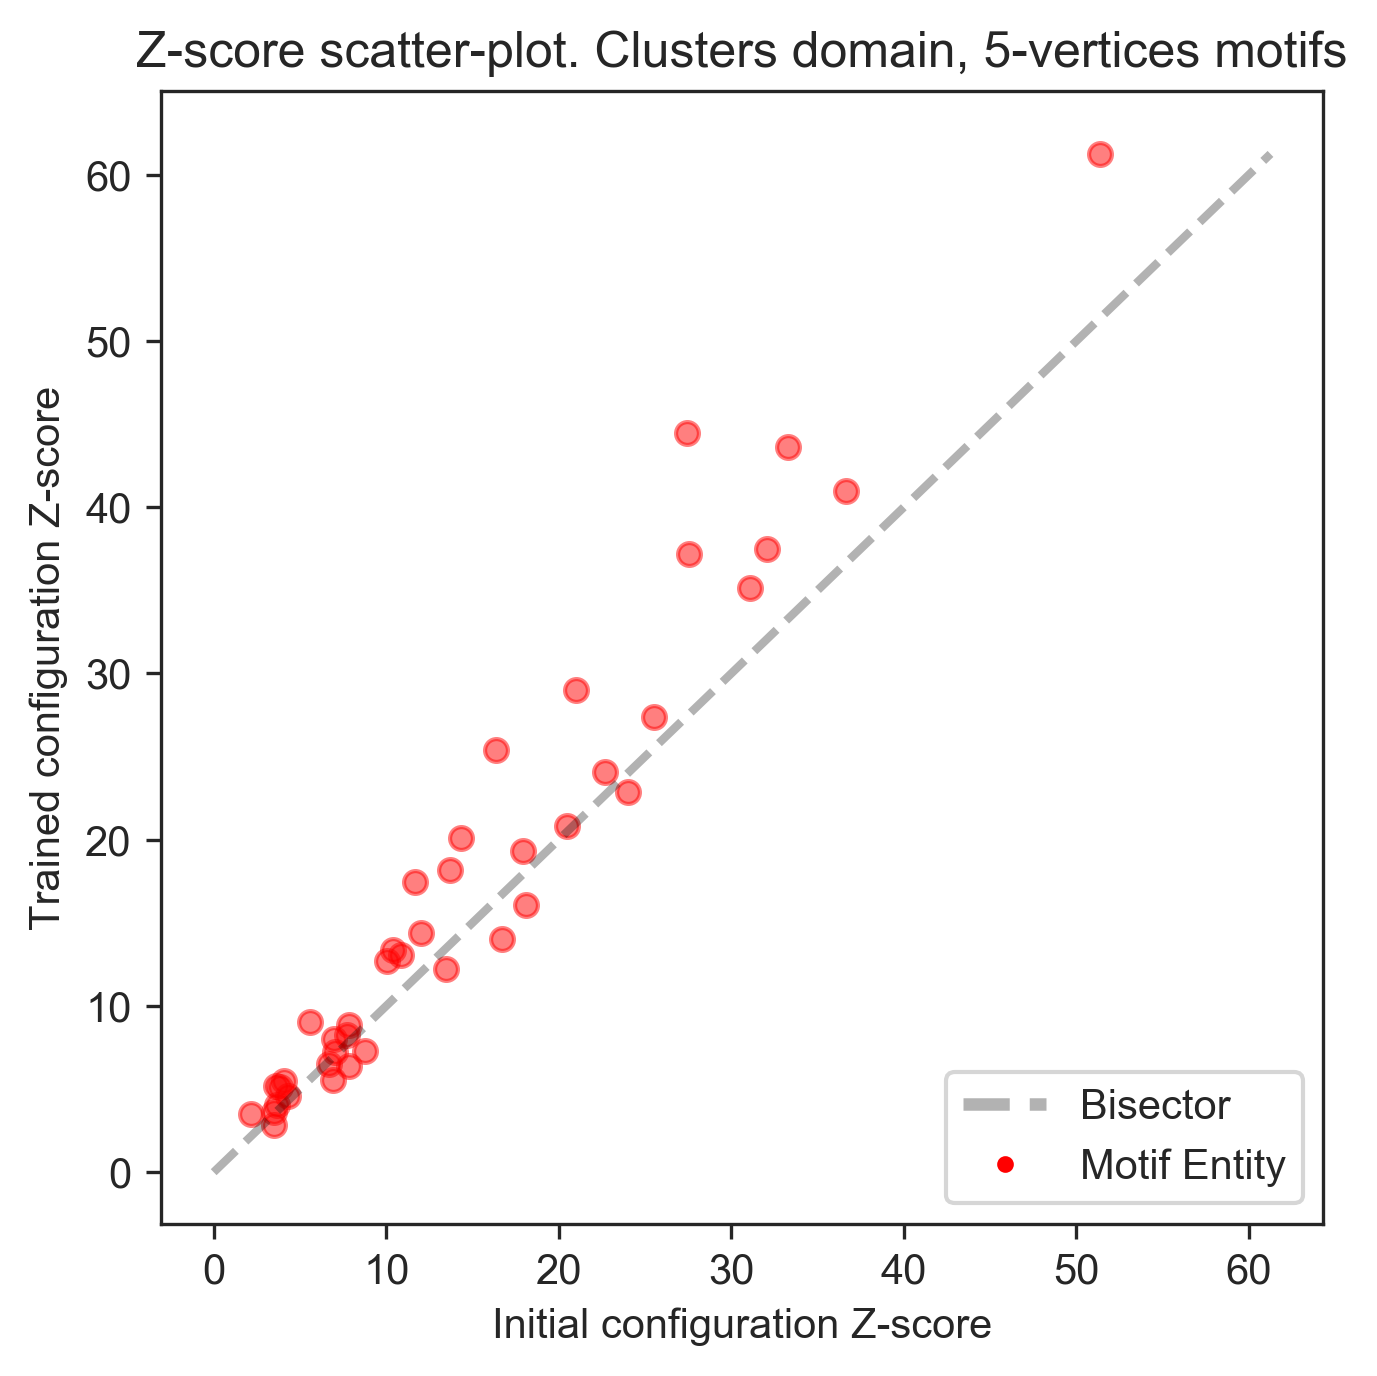 Z-score scatter-plot. Clusters domain, 5-vertices motifs
Trained configuration Z-score
60
50
40
30
20
10
0
0 10 20 30 40 50 60
Initial configuration Z-score
Bisector
Motif Entity